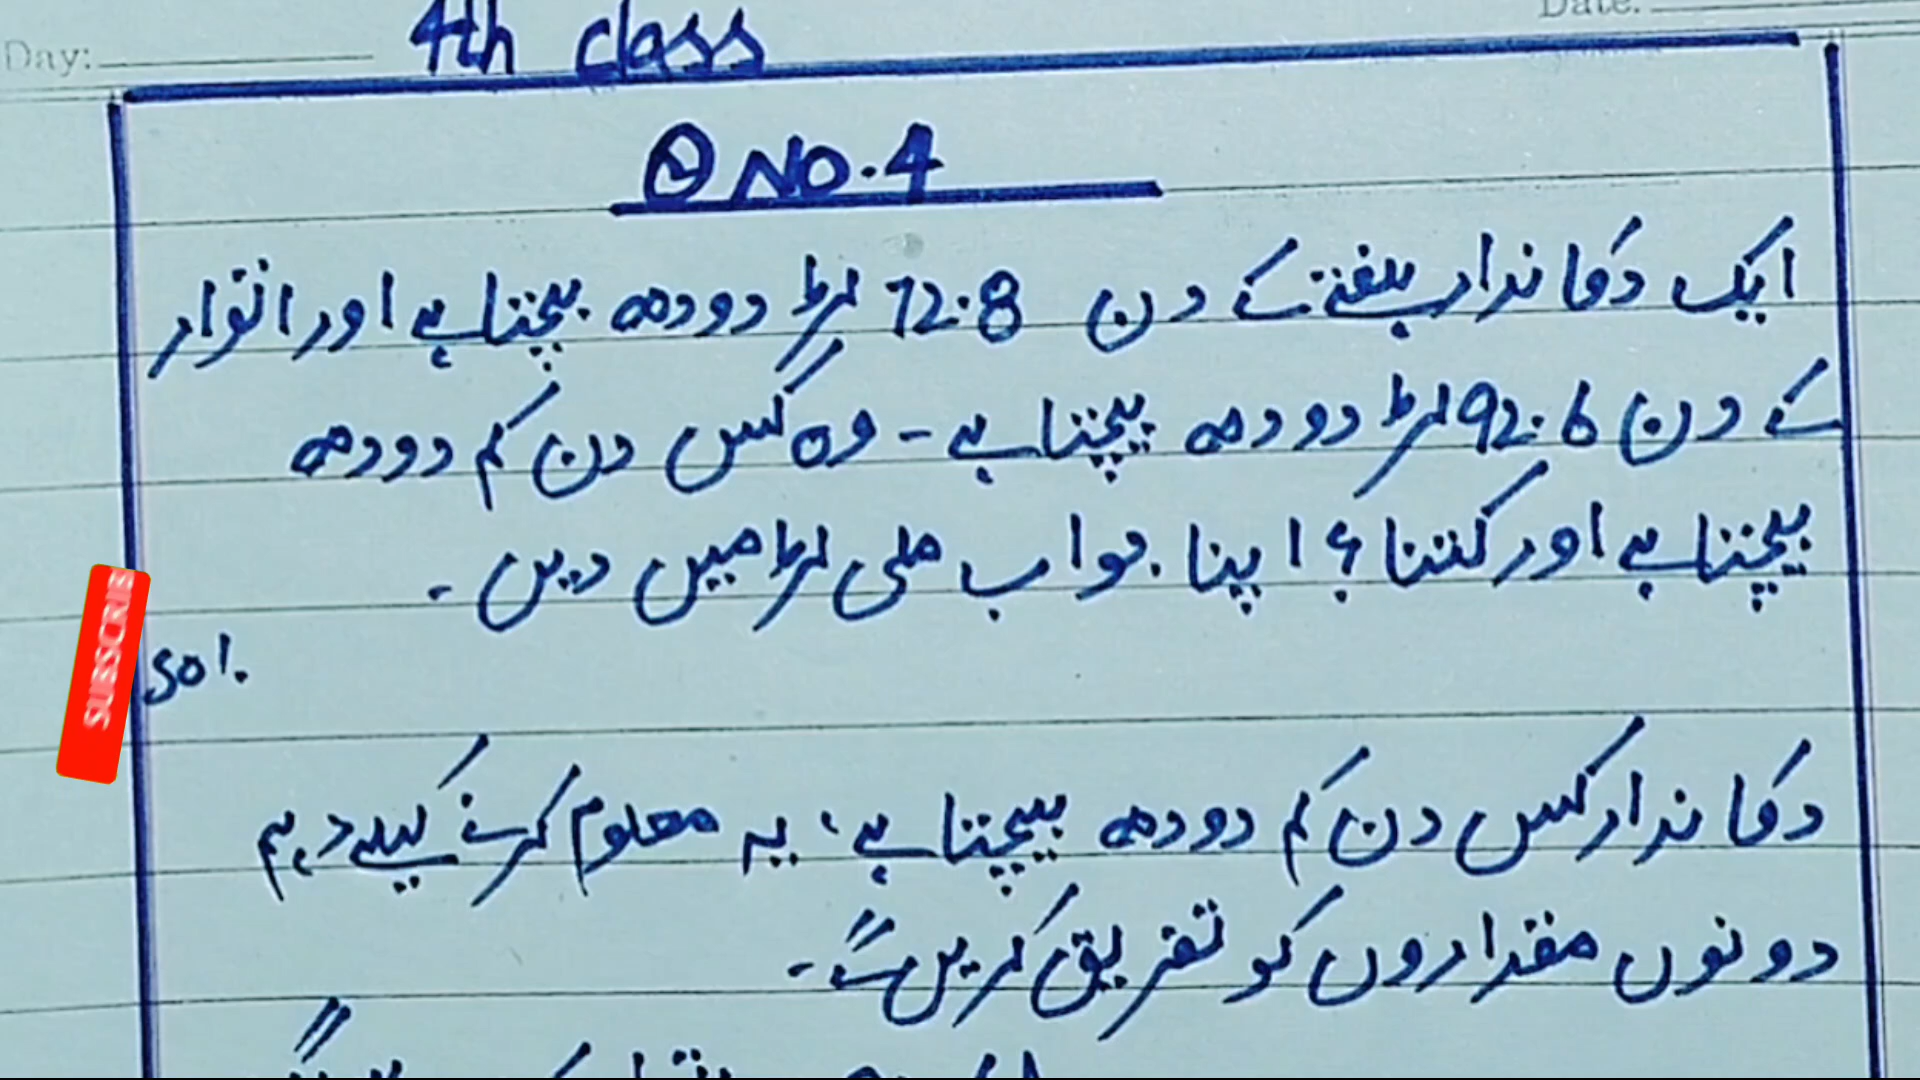 Date:
Day:
4th class
Q NO.4
ایک دکاندار ہفتے کے دن 72.8 لیٹر دودھ بیچتا ہے اور اتوار
کے دن 92.6 لیٹر دودھ بیچتا ہے - وہ کس دن کم دودھ
بیچتا ہے اور کتنا ؟ اپنا جواب ملی لیٹر میں دیں -
Sol.
دکاندار کس دن کم دودھ بیچتا ہے، یہ معلوم کرنے کیلیے ہم
دونوں مقداروں کو تفریق کریں گے -
SUBSCRIBE